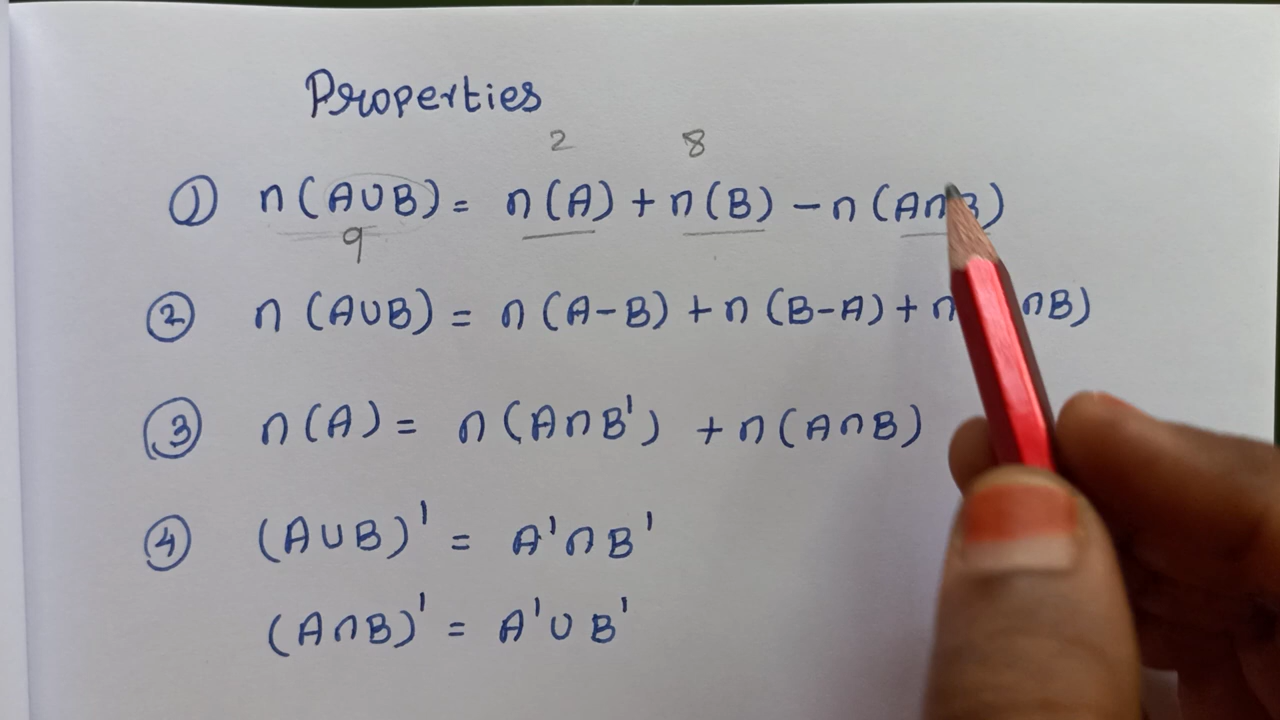 Properties
2 8
① n(A∪B) = n(A) + n(B) - n(A∩B)
9
② n(A∪B) = n(A-B) + n(B-A) + n ∩B)
③ n(A) = n(A∩B') + n(A∩B)
④ (A∪B)' = A'∩B'
(A∩B)' = A'∪B'